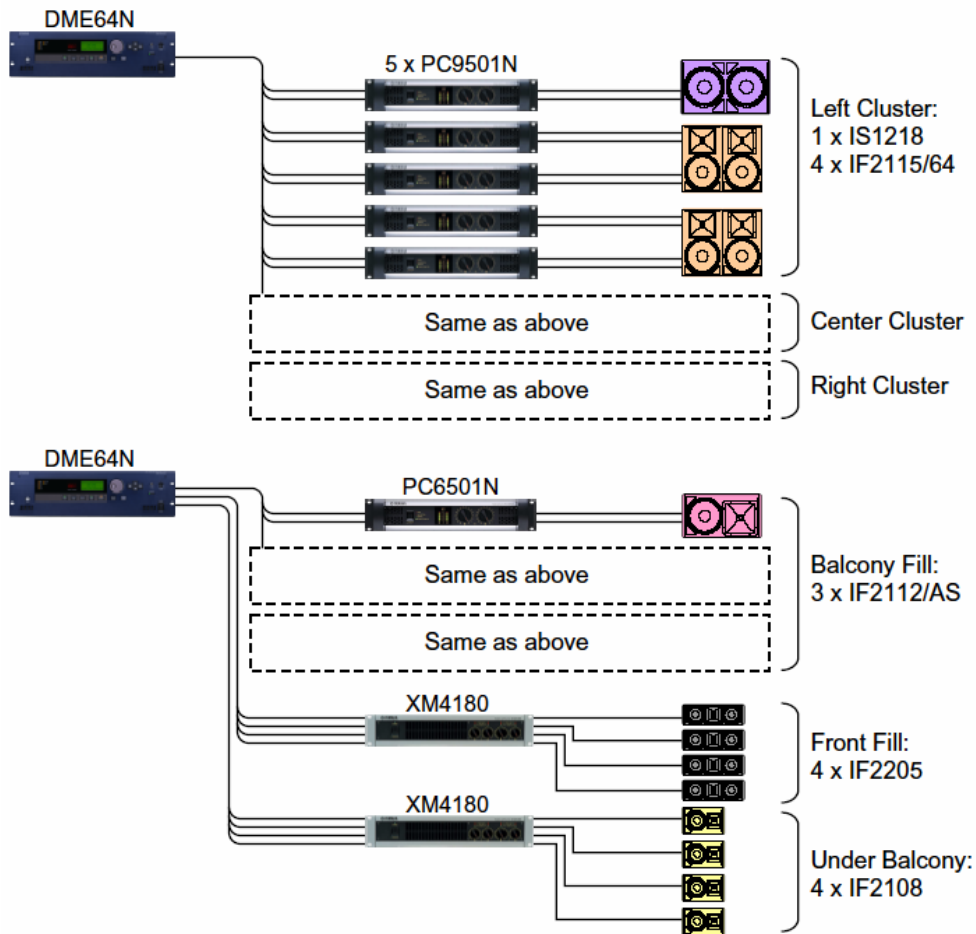 DME64N
5 x PC9501N
Left Cluster:
1 x IS1218
4 x IF2115/64
Same as above
Center Cluster
Same as above
Right Cluster
DME64N
PC6501N
Same as above
Balcony Fill:
3 x IF2112/AS
Same as above
XM4180
Front Fill:
4 x IF2205
XM4180
Under Balcony:
4 x IF2108